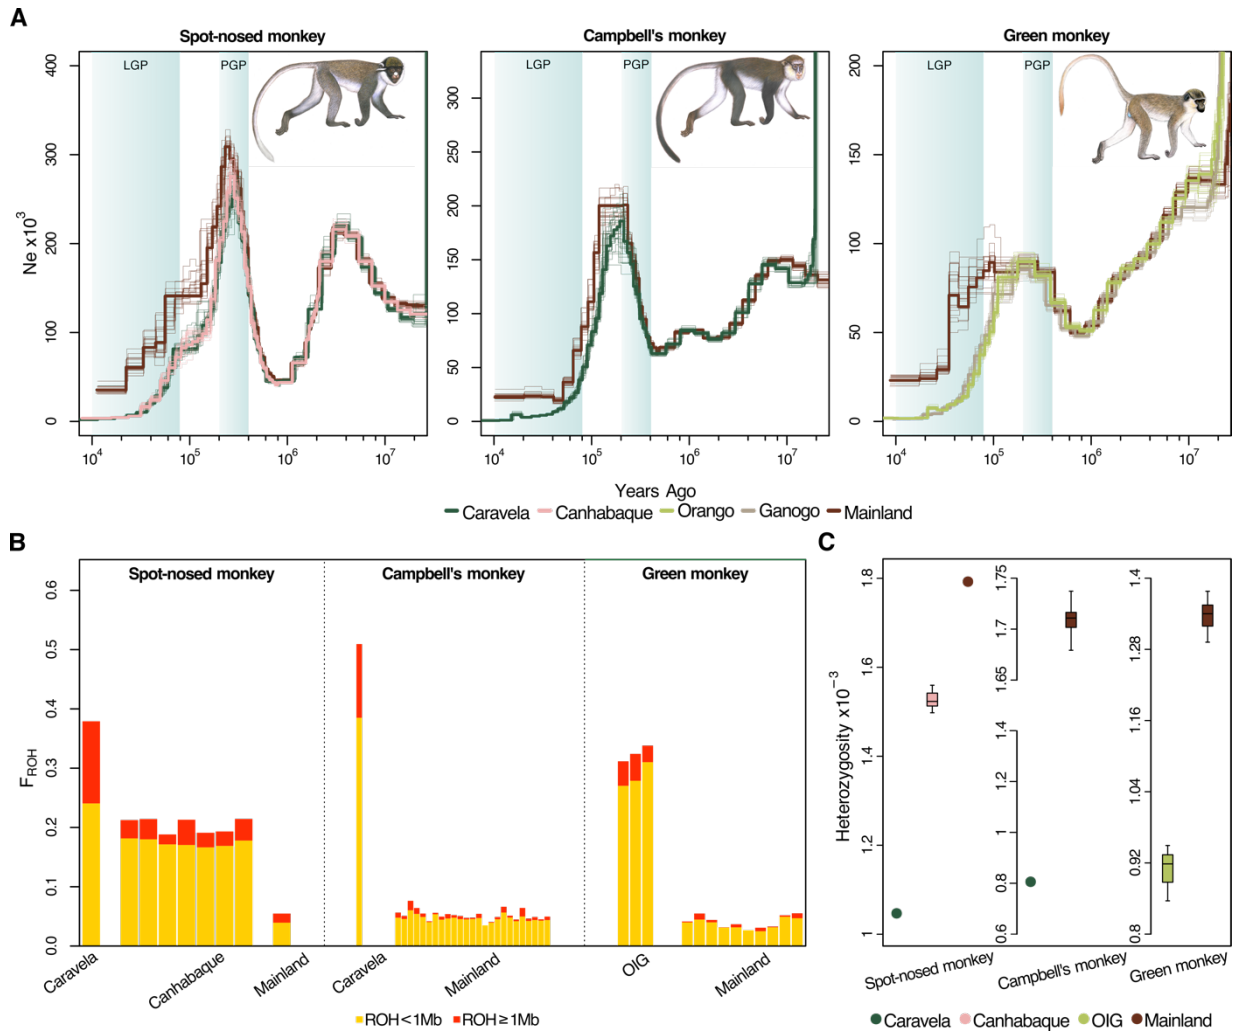 A
Spot-nosed monkey
Campbell's monkey
Green monkey
LGP
PGP
LGP
PGP
LGP
PGP
Ne x10³
0
100
200
300
400
0
50
100
150
200
250
300
0
50
100
150
200
10⁴
10⁵
10⁶
10⁷
10⁴
10⁵
10⁶
10⁷
10⁴
10⁵
10⁶
10⁷
Years Ago
Caravela
Canhabaque
Orango
Ganogo
Mainland
B
Spot-nosed monkey
Campbell's monkey
Green monkey
F_ROH
0.0
0.1
0.2
0.3
0.4
0.5
0.6
Caravela
Canhabaque
Mainland
Caravela
Mainland
OIG
Mainland
ROH < 1Mb
ROH ≥ 1Mb
C
Heterozygosity x10⁻³
1
1.2
1.4
1.6
1.8
0.6
0.8
1
1.2
1.4
1.65
1.7
1.75
0.8
0.92
1.04
1.16
1.28
1.4
Spot-nosed monkey
Campbell's monkey
Green monkey
Caravela
Canhabaque
OIG
Mainland